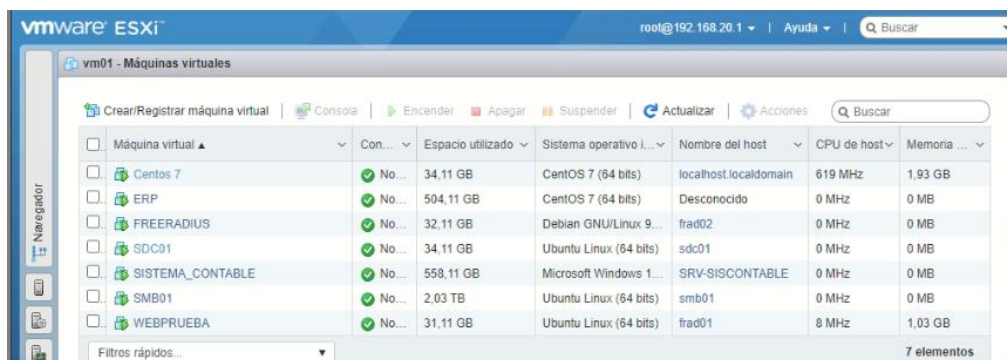 vmware ESXi™
root@192.168.20.1 | Ayuda | Buscar
vm01 - Máquinas virtuales
Crear/Registrar máquina virtual | Consola | Encender Apagar Suspender | Actualizar | Acciones Buscar
Máquina virtual Con... Espacio utilizado Sistema operativo i... Nombre del host CPU de host Memoria ...
Centos 7 No... 34,11 GB CentOS 7 (64 bits) localhost.localdomain 619 MHz 1,93 GB
ERP No... 504,11 GB CentOS 7 (64 bits) Desconocido 0 MHz 0 MB
FREERADIUS No... 32,11 GB Debian GNU/Linux 9... frad02 0 MHz 0 MB
SDC01 No... 34,11 GB Ubuntu Linux (64 bits) sdc01 0 MHz 0 MB
SISTEMA_CONTABLE No... 558,11 GB Microsoft Windows 1... SRV-SISCONTABLE 0 MHz 0 MB
SMB01 No... 2,03 TB Ubuntu Linux (64 bits) smb01 0 MHz 0 MB
WEBPRUEBA No... 31,11 GB Ubuntu Linux (64 bits) frad01 8 MHz 1,03 GB
Filtros rápidos... 7 elementos
Navegador